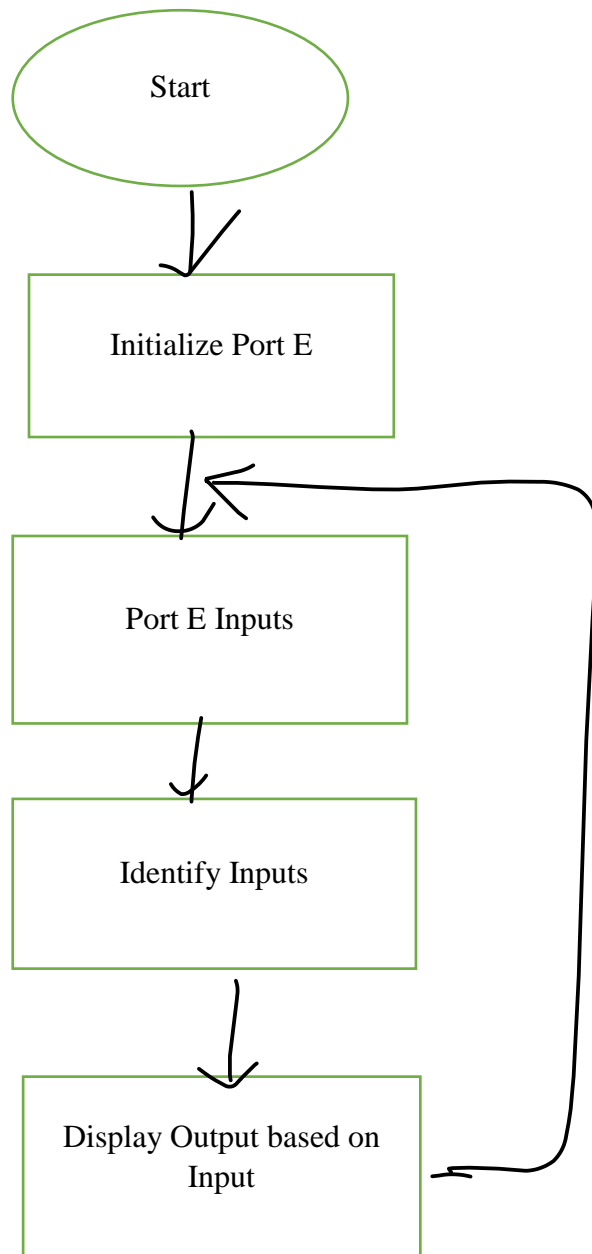 Start
Initialize Port E
Port E Inputs
Identify Inputs
Display Output based on
Input